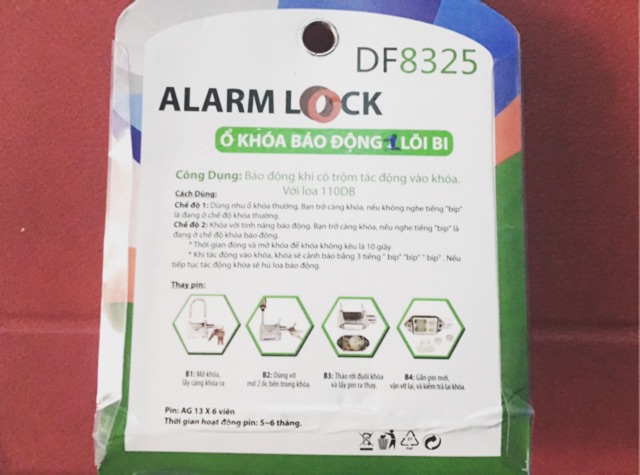 DF8325
ALARM LOCK
Ổ KHÓA BÁO ĐỘNG 1 LÕI BI
Công Dụng: Báo động khi có trộm tác động vào khóa.
Với loa 110DB
Cách Dùng:
Chế độ 1: Dùng như ổ khóa thường. Bạn trở càng khóa, nếu không nghe tiếng "bíp"
là đang ở chế độ khóa thường.
Chế độ 2: Khóa với tính năng báo động. Bạn trở càng khóa, nếu nghe tiếng "bíp" là
đang ở chế độ khóa báo động.
* Thời gian đóng và mở khóa để khóa không kêu là 10 giây
* Khi tác động vào khóa, khóa sẽ cảnh báo bằng 3 tiếng " bíp" "bíp" " bíp" . Nếu
tiếp tục tác động khóa sẽ hú loa báo động.
Thay pin:
B1: Mở khóa,
lấy càng khóa ra
B2: Dùng vít
mở 2 ốc bên trong khóa.
B3: Tháo rời đuôi khóa
và lấy pin ra thay.
B4: Gắn pin mới,
vặn vít lại, và kiểm tra lại khóa.
Pin: AG 13 X 6 viên
Thời gian hoạt động pin: 5-6 tháng.